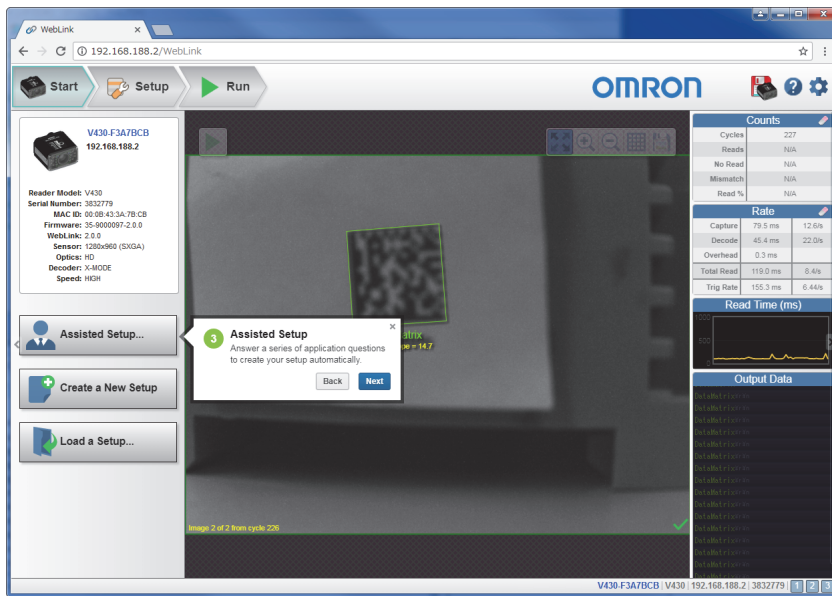 WebLink
192.168.188.2/WebLink
Start
Setup
Run
OMRON
V430-F3A7BCB
192.168.188.2
Reader Model: V430
Serial Number: 3832779
MAC ID: 00:0B:43:3A:7B:CB
Firmware: 35-9000097-2.0.0
WebLink: 2.0.0
Sensor: 1280x960 (SXGA)
Optics: HD
Decoder: X-MODE
Speed: HIGH
Assisted Setup...
Create a New Setup
Load a Setup...
3 Assisted Setup
Answer a series of application questions
to create your setup automatically.
Back Next
atrix
pe = 14.7
Image 2 of 2 from cycle 226
Counts
Cycles 227
Reads N/A
No Read N/A
Mismatch N/A
Read % N/A
Rate
Capture 79.5 ms 12.6/s
Decode 45.4 ms 22.0/s
Overhead 0.3 ms
Total Read 119.0 ms 8.4/s
Trig Rate 155.3 ms 6.44/s
Read Time (ms)
1000
500
0
Output Data
V430-F3A7BCB V430 192.168.188.2 3832779 1 2 3